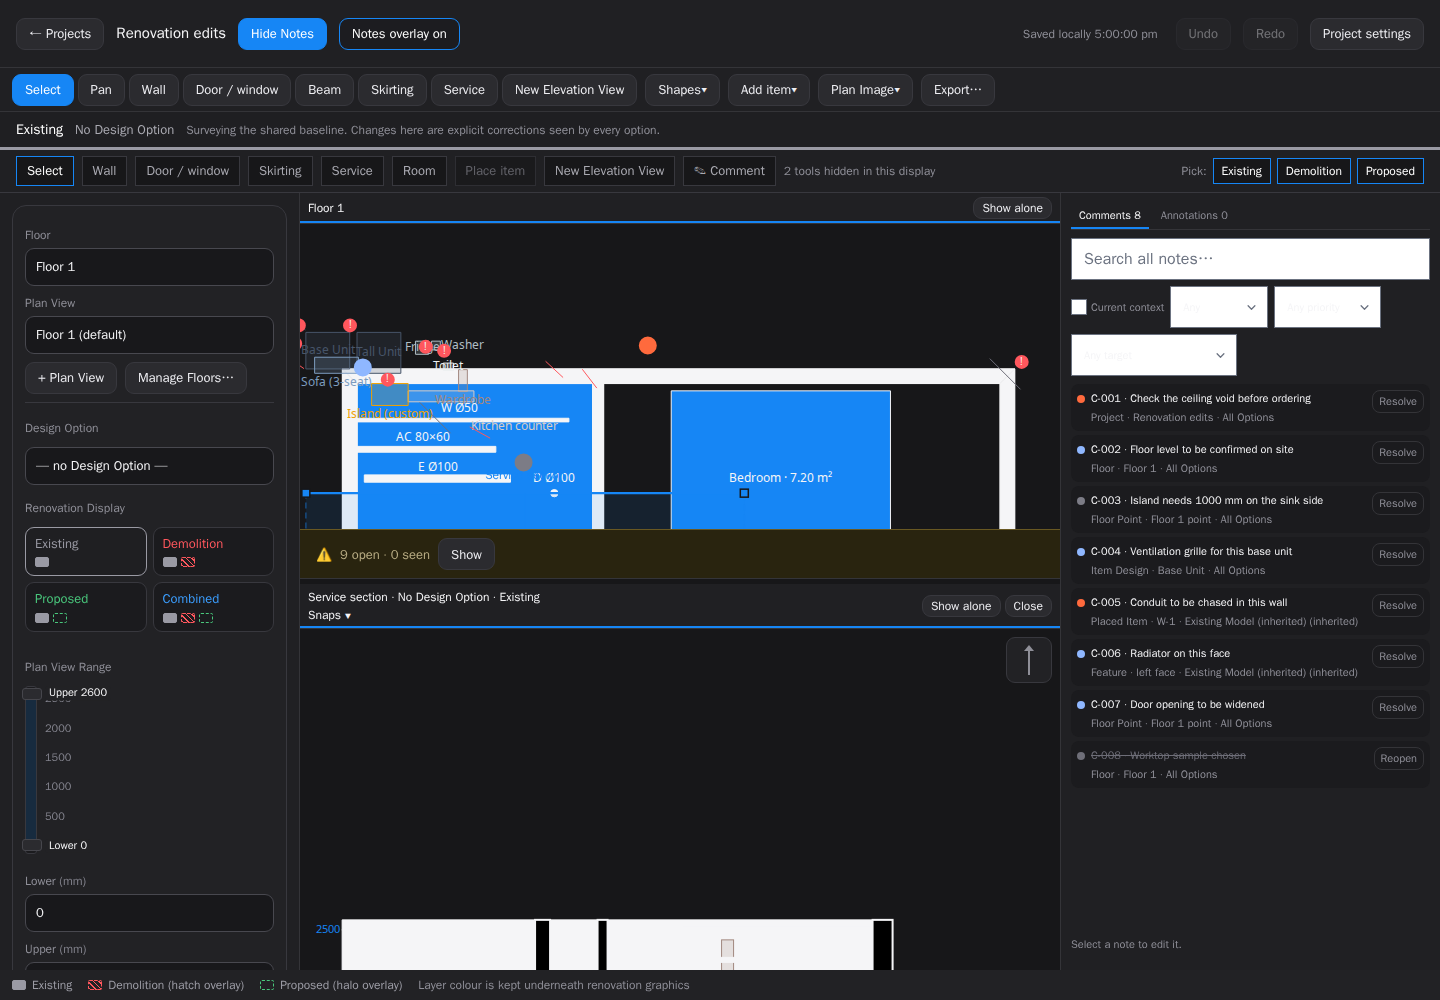 ← Projects
Renovation edits
Hide Notes
Notes overlay on
Saved locally 5:00:00 pm
Undo
Redo
Project settings
Select
Pan
Wall
Door / window
Beam
Skirting
Service
New Elevation View
Shapes▾
Add item▾
Plan Image▾
Export…
Existing
No Design Option
Surveying the shared baseline. Changes here are explicit corrections seen by every option.
Select
Wall
Door / window
Skirting
Service
Room
Place item
New Elevation View
✎ Comment
2 tools hidden in this display
Pick:
Existing
Demolition
Proposed
Floor
Floor 1
Plan View
Floor 1 (default)
+ Plan View
Manage Floors…
Design Option
— no Design Option —
Renovation Display
Existing
Demolition
Proposed
Combined
Plan View Range
Upper 2600
2000
1500
1000
500
Lower 0
Lower (mm)
0
Upper (mm)
Floor 1
Show alone
Base Unit
Tall Unit
Washer
Toilet
Sofa (3-seat)
Wardrobe
Island (custom)
W Ø50
Kitchen counter
AC 80×60
E Ø100
D Ø100
Bedroom · 7.20 m²
⚠️ 9 open · 0 seen
Show
Service section · No Design Option · Existing
Snaps ▾
Show alone
Close
2500
Comments 8
Annotations 0
Search all notes…
Current context
Any
Any priority
Any target
C-001 · Check the ceiling void before ordering
Project · Renovation edits · All Options
Resolve
C-002 · Floor level to be confirmed on site
Floor · Floor 1 · All Options
Resolve
C-003 · Island needs 1000 mm on the sink side
Floor Point · Floor 1 point · All Options
Resolve
C-004 · Ventilation grille for this base unit
Item Design · Base Unit · All Options
Resolve
C-005 · Conduit to be chased in this wall
Placed Item · W-1 · Existing Model (inherited) (inherited)
Resolve
C-006 · Radiator on this face
Feature · left face · Existing Model (inherited) (inherited)
Resolve
C-007 · Door opening to be widened
Floor Point · Floor 1 point · All Options
Resolve
C-008 · Worktop sample chosen
Floor · Floor 1 · All Options
Reopen
Select a note to edit it.
Existing
Demolition (hatch overlay)
Proposed (halo overlay)
Layer colour is kept underneath renovation graphics